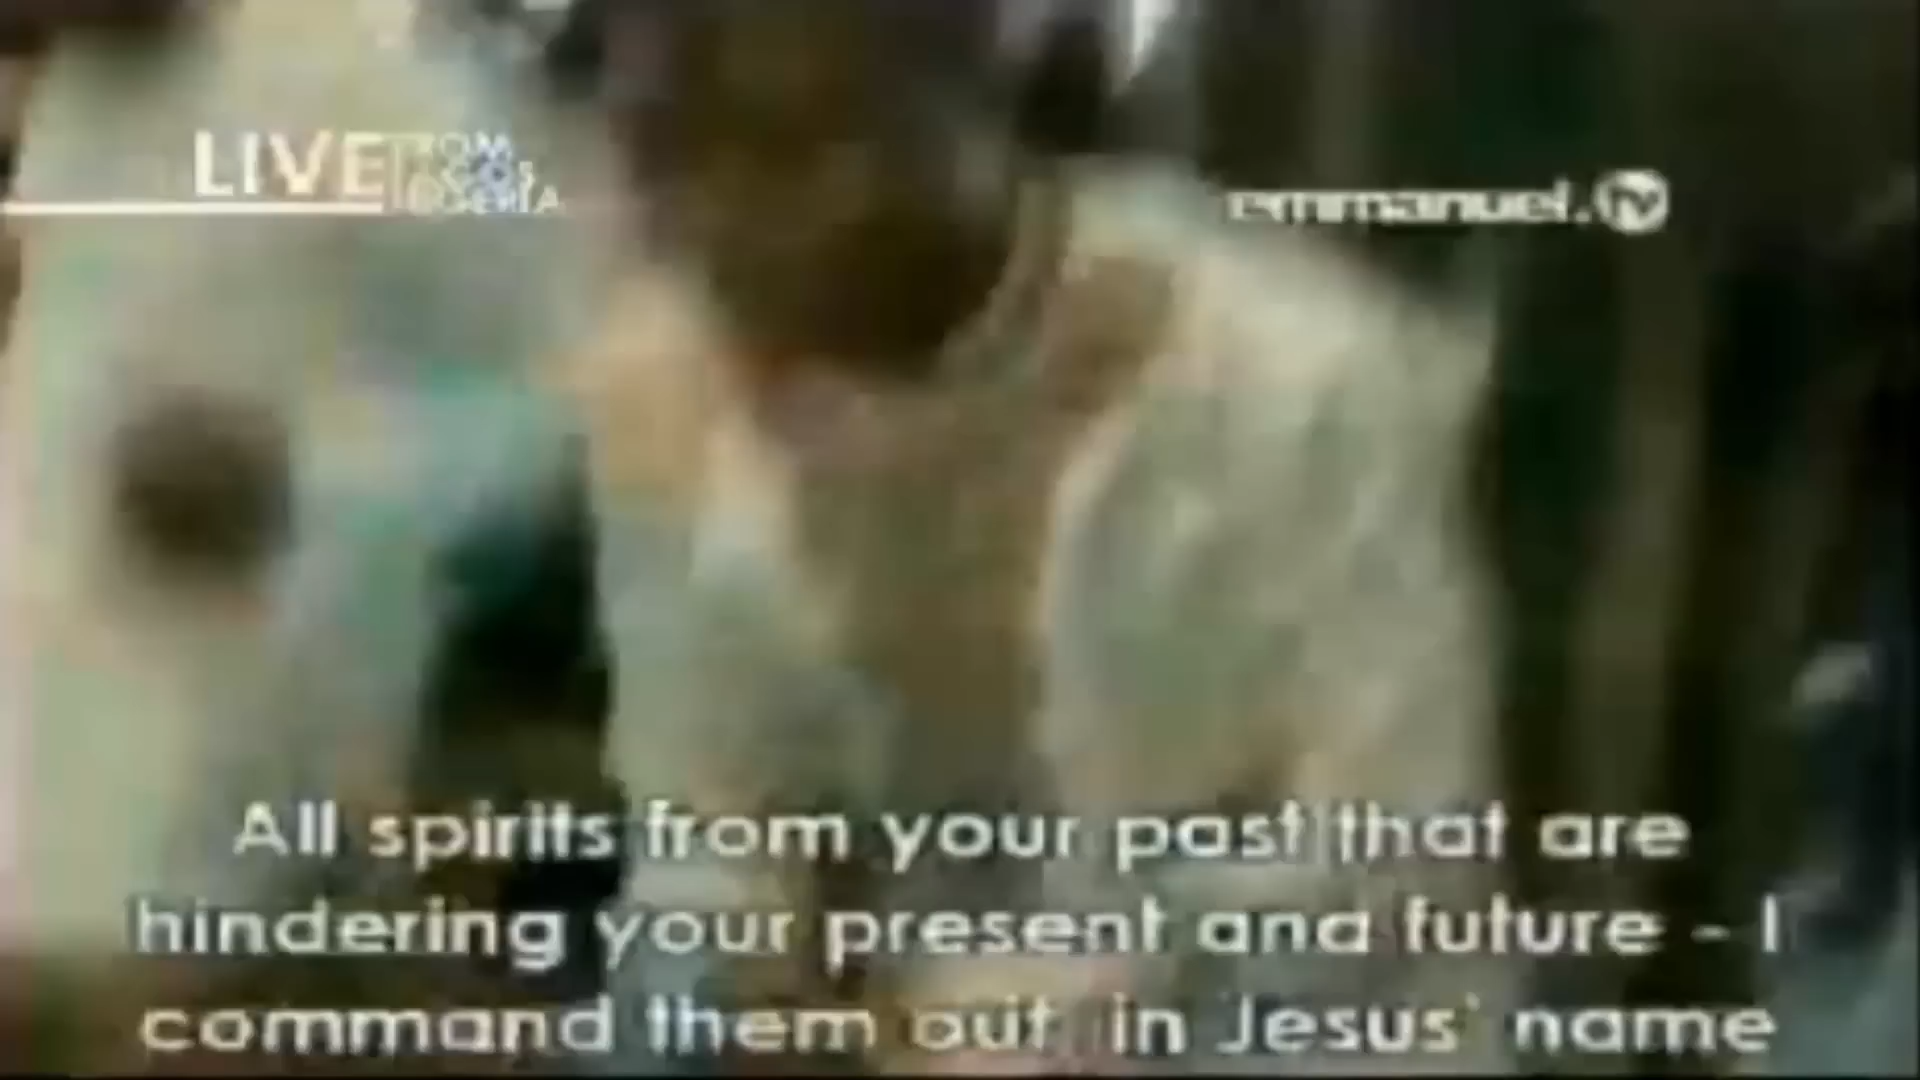 LIVE
emmanuel.tv
All spirits from your past that are
hindering your present and future - I
command them out, in Jesus' name